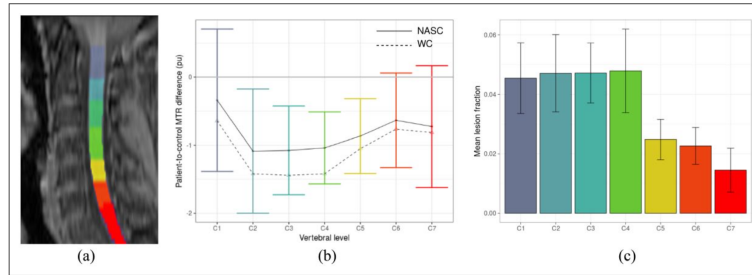 NASC
WC
Patient-to-control MTR difference (pu)
0
-1
-2
C1 C2 C3 C4 C5 C6 C7
Vertebral level
Mean lesion fraction
0.06
0.04
0.02
0.00
C1 C2 C3 C4 C5 C6 C7
(a) (b) (c)